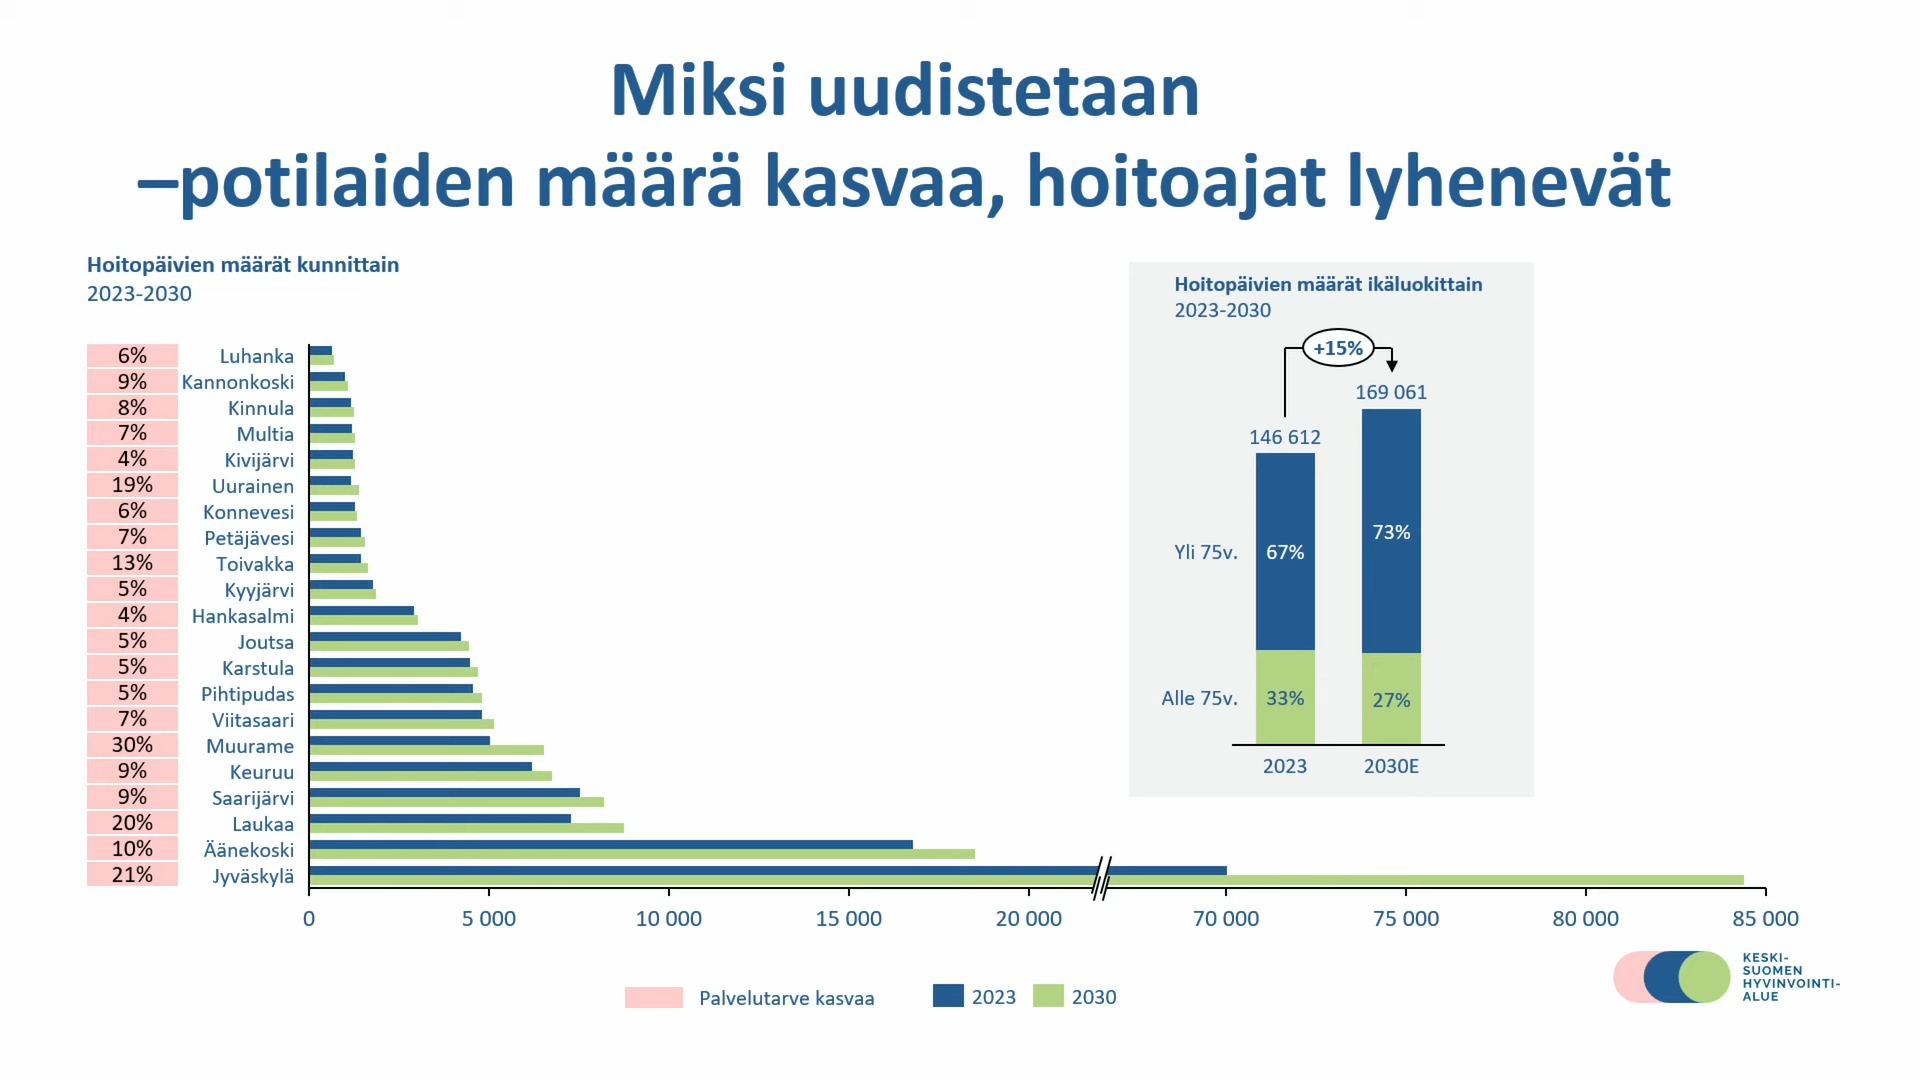 Miksi uudistetaan
–potilaiden määrä kasvaa, hoitoajat lyhenevät
Hoitopäivien määrät kunnittain
2023-2030
6% Luhanka
9% Kannonkoski
8% Kinnula
7% Multia
4% Kivijärvi
19% Uurainen
6% Konnevesi
7% Petäjävesi
13% Toivakka
5% Kyyjärvi
4% Hankasalmi
5% Joutsa
5% Karstula
5% Pihtipudas
7% Viitasaari
30% Muurame
9% Keuruu
9% Saarijärvi
20% Laukaa
10% Äänekoski
21% Jyväskylä
0 5 000 10 000 15 000 20 000 70 000 75 000 80 000 85 000
Palvelutarve kasvaa 2023 2030
Hoitopäivien määrät ikäluokittain
2023-2030
+15%
169 061
146 612
73%
Yli 75v. 67%
Alle 75v. 33% 27%
2023 2030E
KESKI-
SUOMEN
HYVINVOINTI-
ALUE